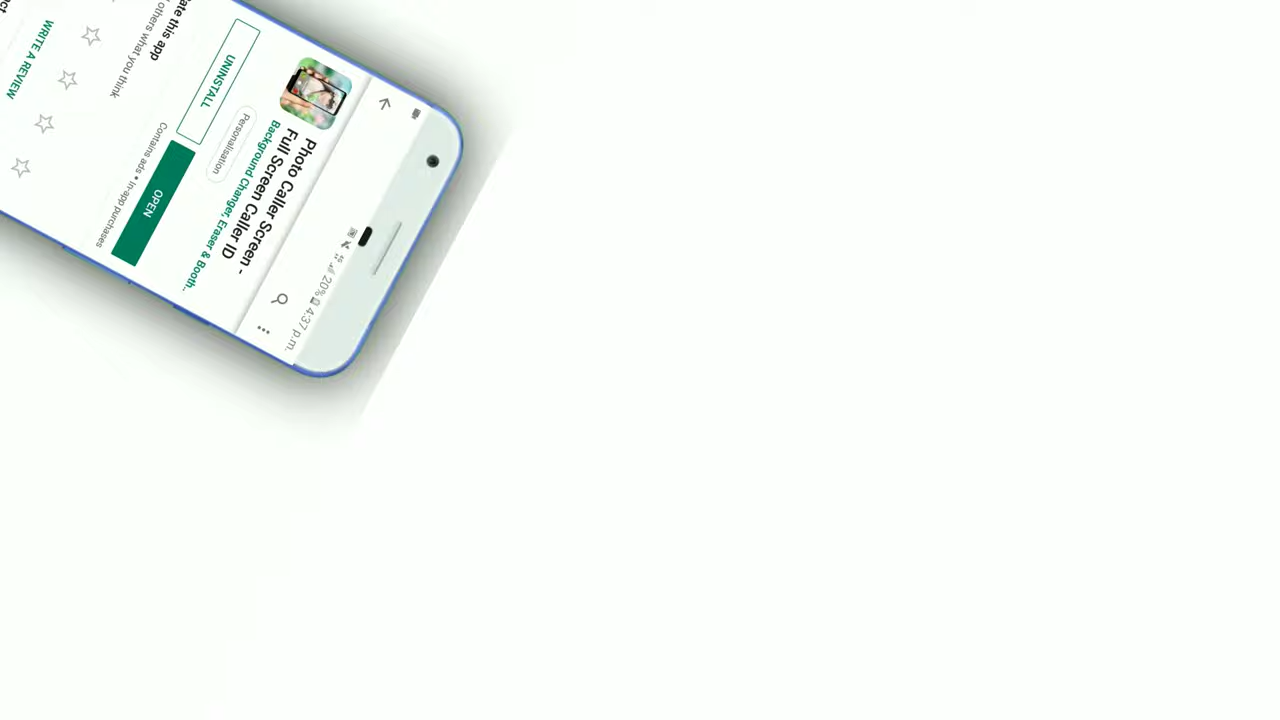 20% 4:37 p.m.
Photo Caller Screen -
Full Screen Caller ID
Background Changer, Eraser & Booth..
Personalisation
UNINSTALL
OPEN
Contains ads • In-app purchases
ate this app
others what you think
WRITE A REVIEW